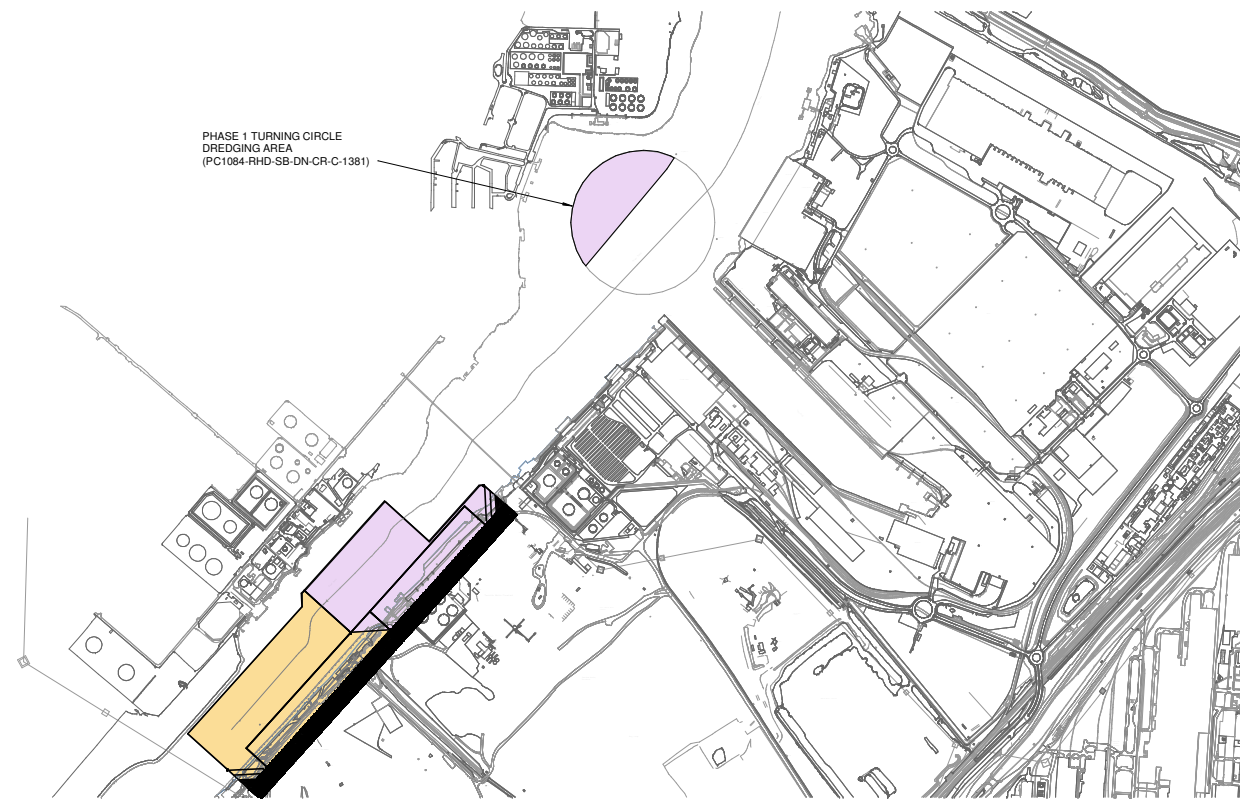 PHASE 1 TURNING CIRCLE
DREDGING AREA
(PC1084-RHD-SB-DN-CR-C-1381)